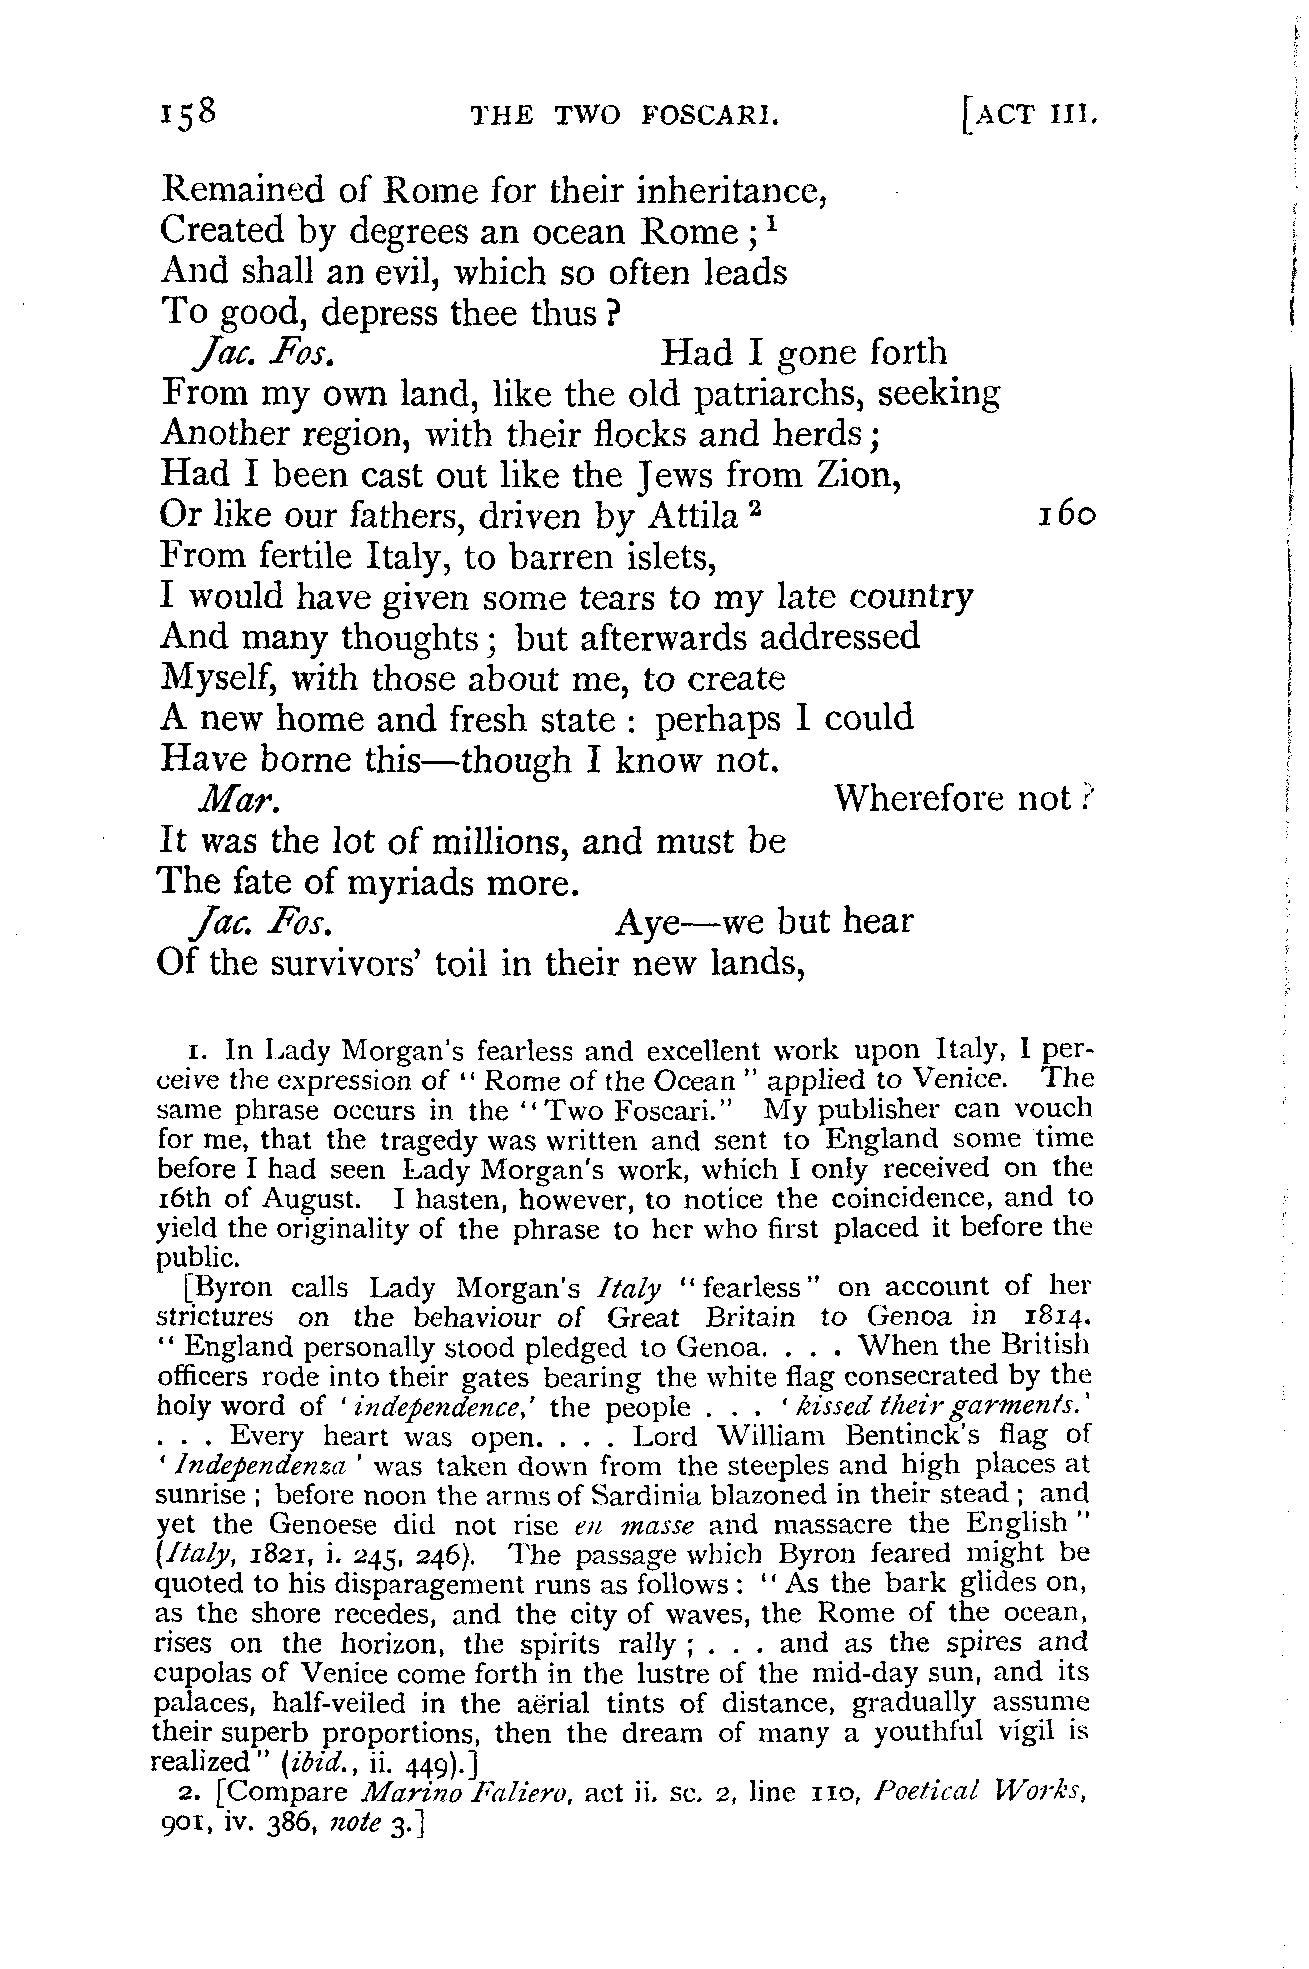 158 THE TWO FOSCARI. [ACT III.
Remained of Rome for their inheritance,
Created by degrees an ocean Rome ; 1
And shall an evil, which so often leads
To good, depress thee thus ?
Jac. Fos. Had I gone forth
From my own land, like the old patriarchs, seeking
Another region, with their flocks and herds ;
Had I been cast out like the Jews from Zion,
Or like our fathers, driven by Attila 2 160
From fertile Italy, to barren islets,
I would have given some tears to my late country
And many thoughts ; but afterwards addressed
Myself, with those about me, to create
A new home and fresh state : perhaps I could
Have borne this—though I know not.
Mar. Wherefore not ?
It was the lot of millions, and must be
The fate of myriads more.
Jac. Fos. Aye—we but hear
Of the survivors' toil in their new lands,
1. In Lady Morgan's fearless and excellent work upon Italy, I per-
ceive the expression of "Rome of the Ocean" applied to Venice. The
same phrase occurs in the "Two Foscari." My publisher can vouch
for me, that the tragedy was written and sent to England some time
before I had seen Lady Morgan's work, which I only received on the
16th of August. I hasten, however, to notice the coincidence, and to
yield the originality of the phrase to her who first placed it before the
public.
[Byron calls Lady Morgan's Italy "fearless" on account of her
strictures on the behaviour of Great Britain to Genoa in 1814.
"England personally stood pledged to Genoa. . . . When the British
officers rode into their gates bearing the white flag consecrated by the
holy word of 'independence,' the people . . . 'kissed their garments.'
. . . Every heart was open. . . . Lord William Bentinck's flag of
'Independenza' was taken down from the steeples and high places at
sunrise ; before noon the arms of Sardinia blazoned in their stead ; and
yet the Genoese did not rise en masse and massacre the English"
(Italy, 1821, i. 245, 246). The passage which Byron feared might be
quoted to his disparagement runs as follows : "As the bark glides on,
as the shore recedes, and the city of waves, the Rome of the ocean,
rises on the horizon, the spirits rally ; . . . and as the spires and
cupolas of Venice come forth in the lustre of the mid-day sun, and its
palaces, half-veiled in the aërial tints of distance, gradually assume
their superb proportions, then the dream of many a youthful vigil is
realized" (ibid., ii. 449).]
2. [Compare Marino Faliero, act ii. sc. 2, line 110, Poetical Works,
901, iv. 386, note 3.]